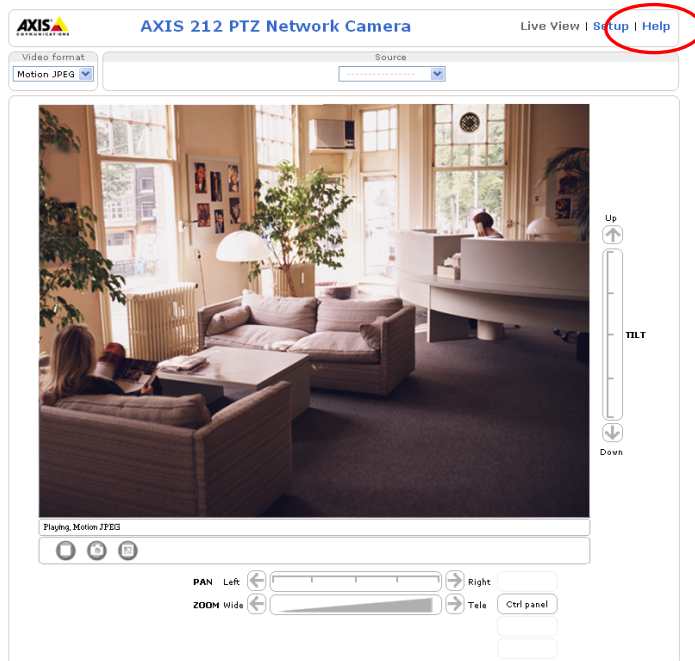 AXIS
COMMUNICATIONS
AXIS 212 PTZ Network Camera
Live View | Setup | Help
Video format
Source
Motion JPEG
----------------
Up
TILT
Down
Playing, Motion JPEG
PAN Left Right
ZOOM Wide Tele Ctrl panel